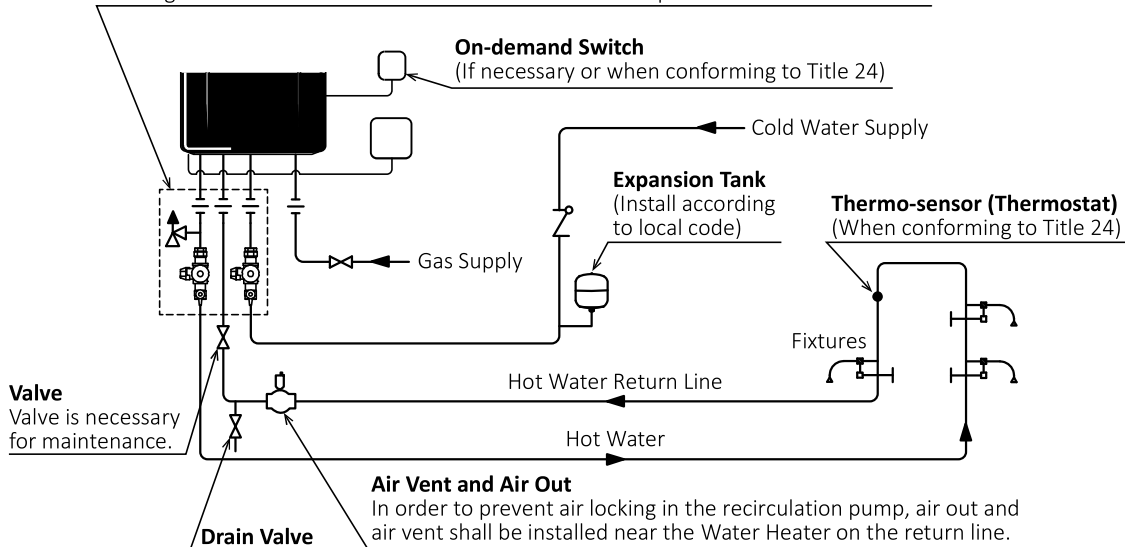 On-demand Switch
(If necessary or when conforming to Title 24)
Cold Water Supply
Expansion Tank
(Install according
to local code)
Thermo-sensor (Thermostat)
(When conforming to Title 24)
Gas Supply
Fixtures
Valve
Valve is necessary
for maintenance.
Hot Water Return Line
Hot Water
Air Vent and Air Out
In order to prevent air locking in the recirculation pump, air out and
air vent shall be installed near the Water Heater on the return line.
Drain Valve